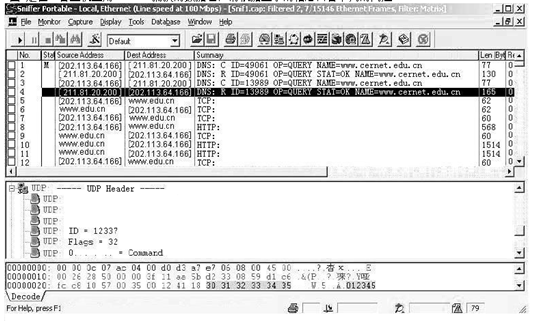 Sniffer Portable - Local, Ethernet (Line speed at 100 Mbps) - [Snif1.cap: Filtered 2, 7/15146 Ethernet Frames, Filter: Matrix]
File Monitor Capture Display Tools Database Window Help
Default
No. Sta Source Address Dest Address Summary Len (Byt Re
1 M [202.113.64.166] [211.81.20.200] DNS: C ID=49061 OP=QUERY NAME=www.cernet.edu.cn 77 0
2 [211.81.20.200] [202.113.64.166] DNS: R ID=49061 OP=QUERY STAT=OK NAME=www.cernet.edu.cn 130 0
3 [202.113.64.166] [211.81.20.200] DNS: C ID=13989 OP=QUERY NAME=www.cernet.edu.cn 77 0
4 [211.81.20.200] [202.113.64.166] DNS: R ID=13989 OP=QUERY STAT=OK NAME=www.cernet.edu.cn 165 0
5 [202.113.64.166] www.edu.cn TCP: 62 0
6 www.edu.cn [202.113.64.166] TCP: 62 0
7 [202.113.64.166] www.edu.cn TCP: 60 0
8 [202.113.64.166] www.edu.cn HTTP: 568 0
9 www.edu.cn [202.113.64.166] TCP: 60 0
10 www.edu.cn [202.113.64.166] HTTP: 1514 0
11 www.edu.cn [202.113.64.166] HTTP: 1514 0
12 [202.113.64.166] www.edu.cn TCP: 60 0
UDP: ----- UDP Header -----
UDP:
UDP:
UDP:
UDP: ID = 12337
UDP: Flags = 32
UDP: 0... .... = Command
00000000: 00 00 0c 07 ac 04 00 d0 d3 a7 e7 06 08 00 45 00
00000010: 00 26 28 50 00 00 3f 11 aa 5b d2 33 08 59 d1 c6
00000020: fc c8 18 57 00 35 00 12 41 18 30 31 32 33 34 35 012345
Decode
For Help, press F1
79